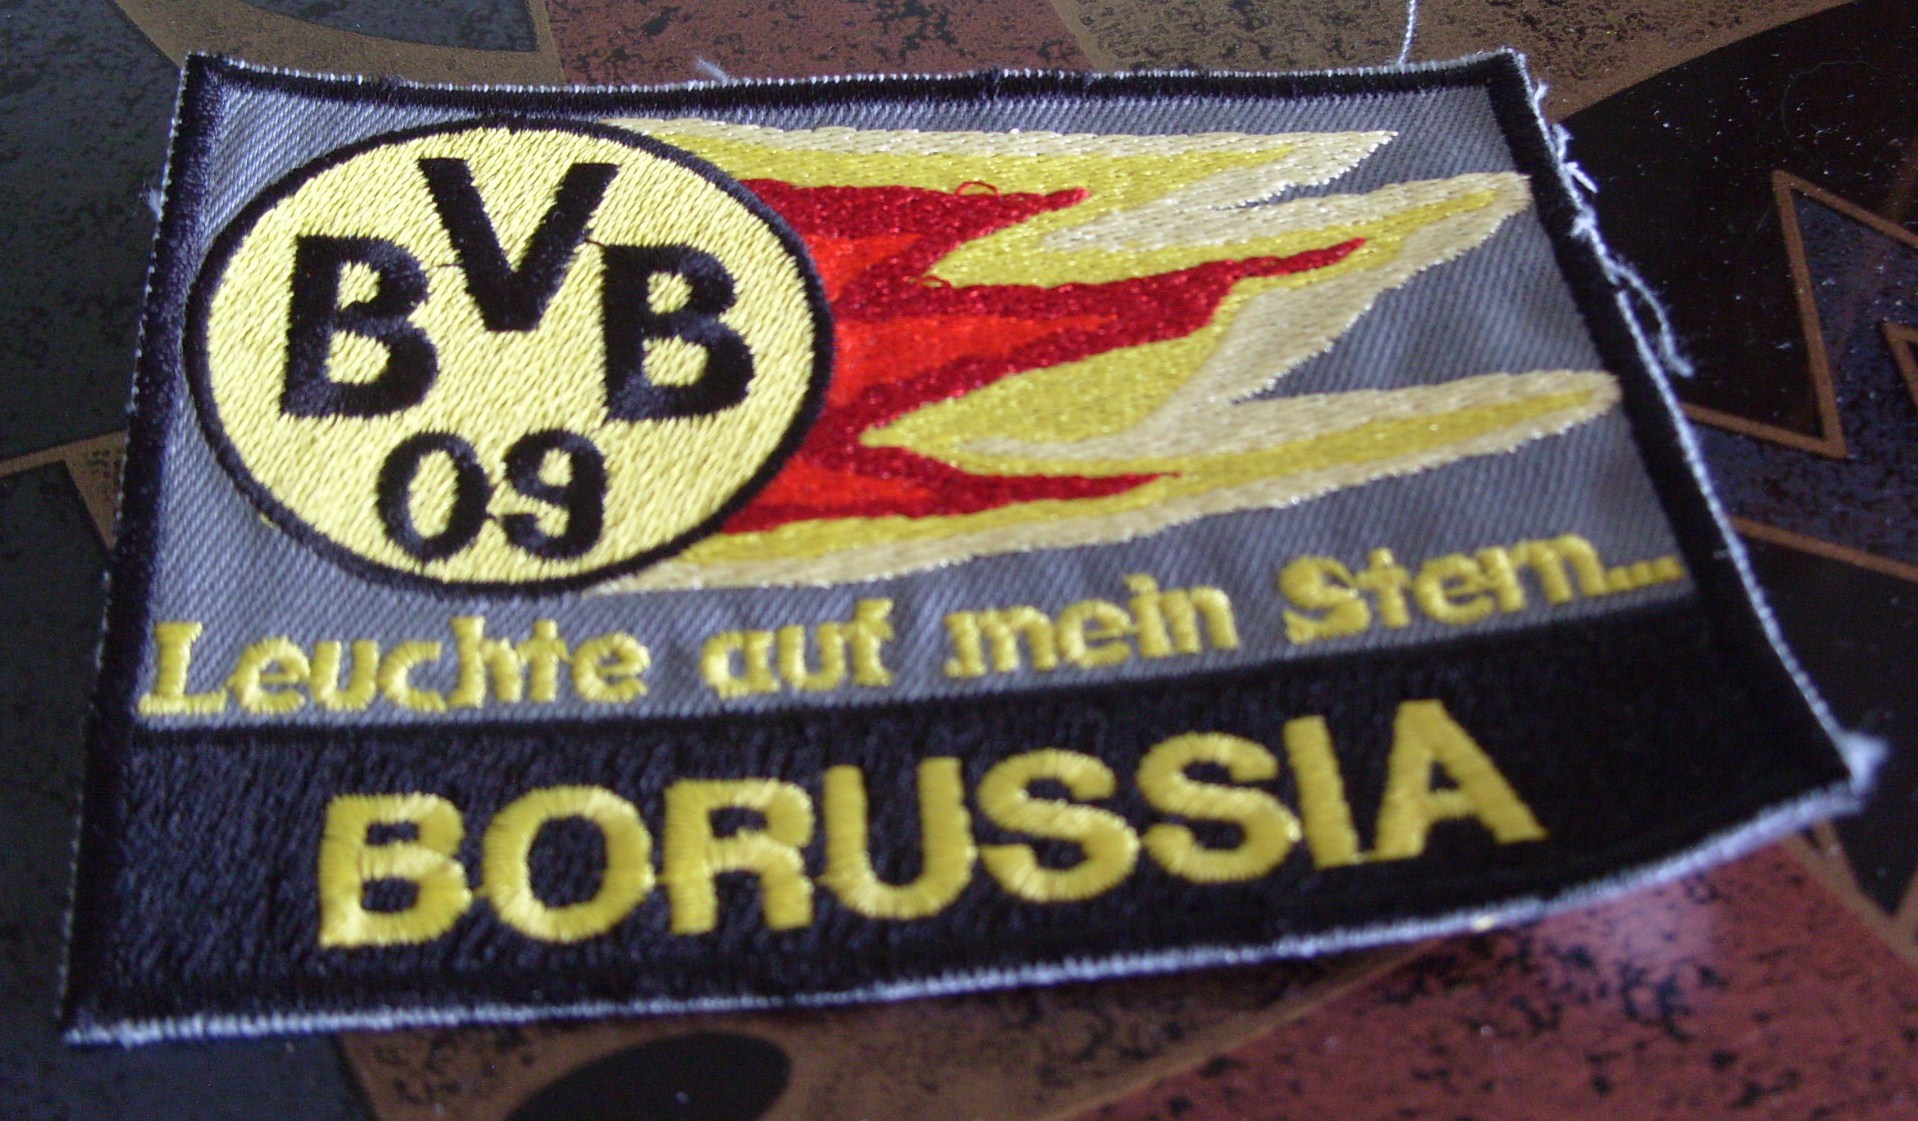 BVB
09
Leuchte auf mein Stern...
BORUSSIA